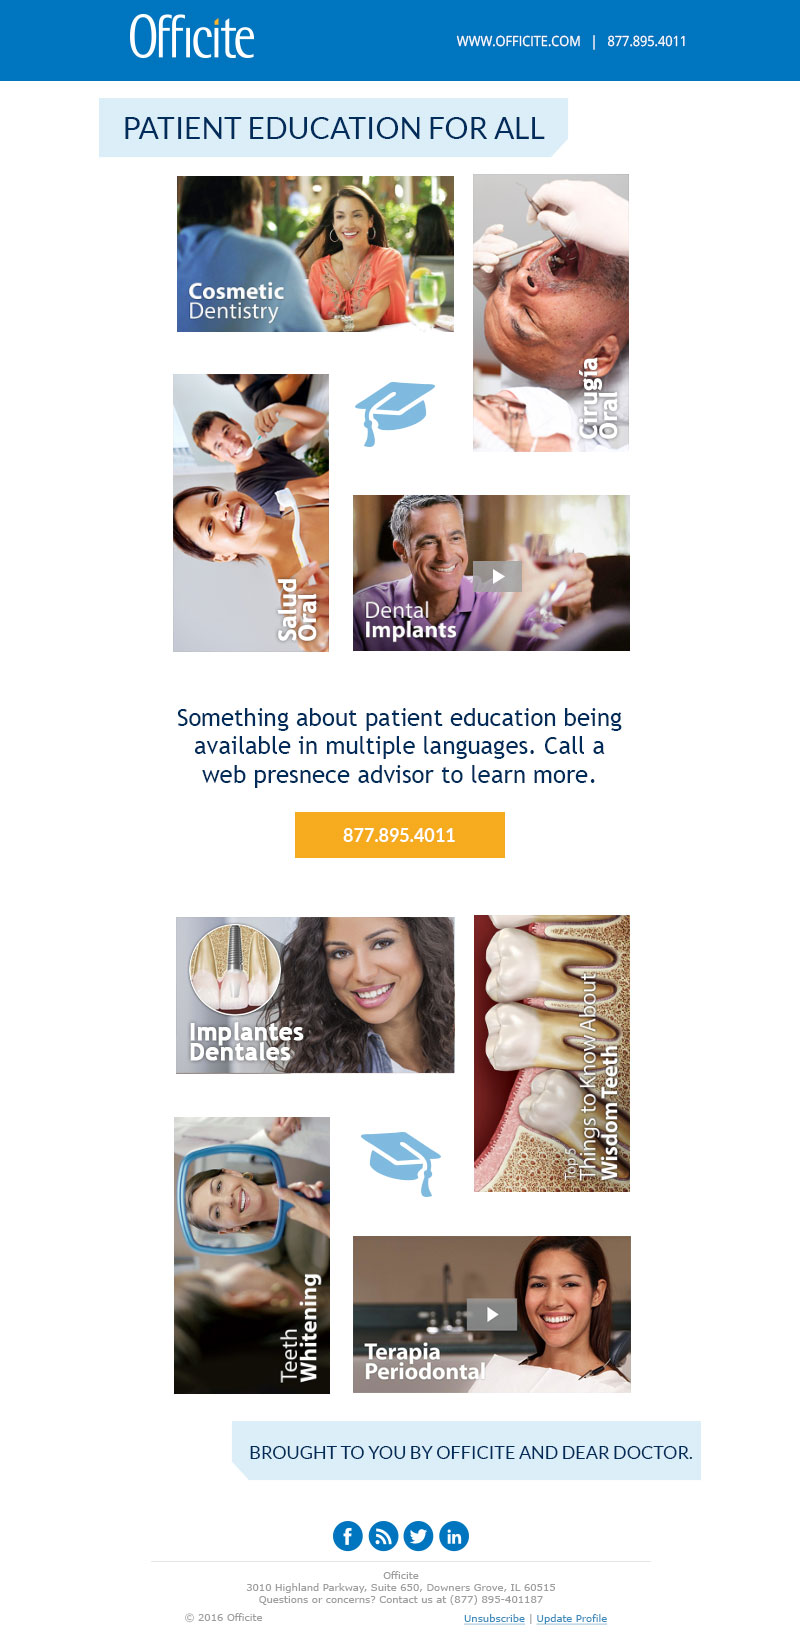 Officite
WWW.OFFICITE.COM | 877.895.4011
PATIENT EDUCATION FOR ALL
Cosmetic
Dentistry
Cirugía
Oral
Salud
Oral
Dental
Implants
Something about patient education being
available in multiple languages. Call a
web presnece advisor to learn more.
877.895.4011
Implantes
Dentales
Top 5
Things to Know About
Wisdom Teeth
Teeth
Whitening
Terapia
Periodontal
BROUGHT TO YOU BY OFFICITE AND DEAR DOCTOR.
Officite
3010 Highland Parkway, Suite 650, Downers Grove, IL 60515
Questions or concerns? Contact us at (877) 895-401187
© 2016 Officite
Unsubscribe | Update Profile